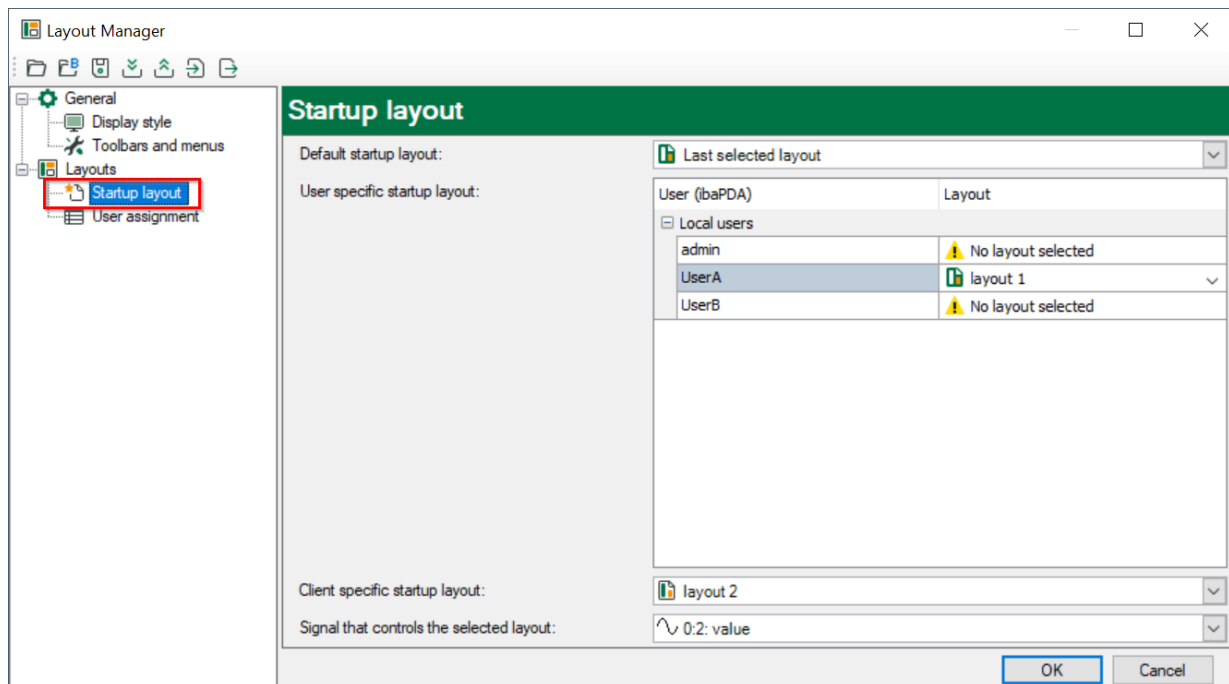 Layout Manager
B
General
Display style
Toolbars and menus
Layouts
Startup layout
User assignment
Startup layout
Default startup layout: Last selected layout
User specific startup layout: User (ibaPDA) Layout
Local users
admin No layout selected
UserA layout 1
UserB No layout selected
Client specific startup layout: layout 2
Signal that controls the selected layout: 0:2: value
OK Cancel